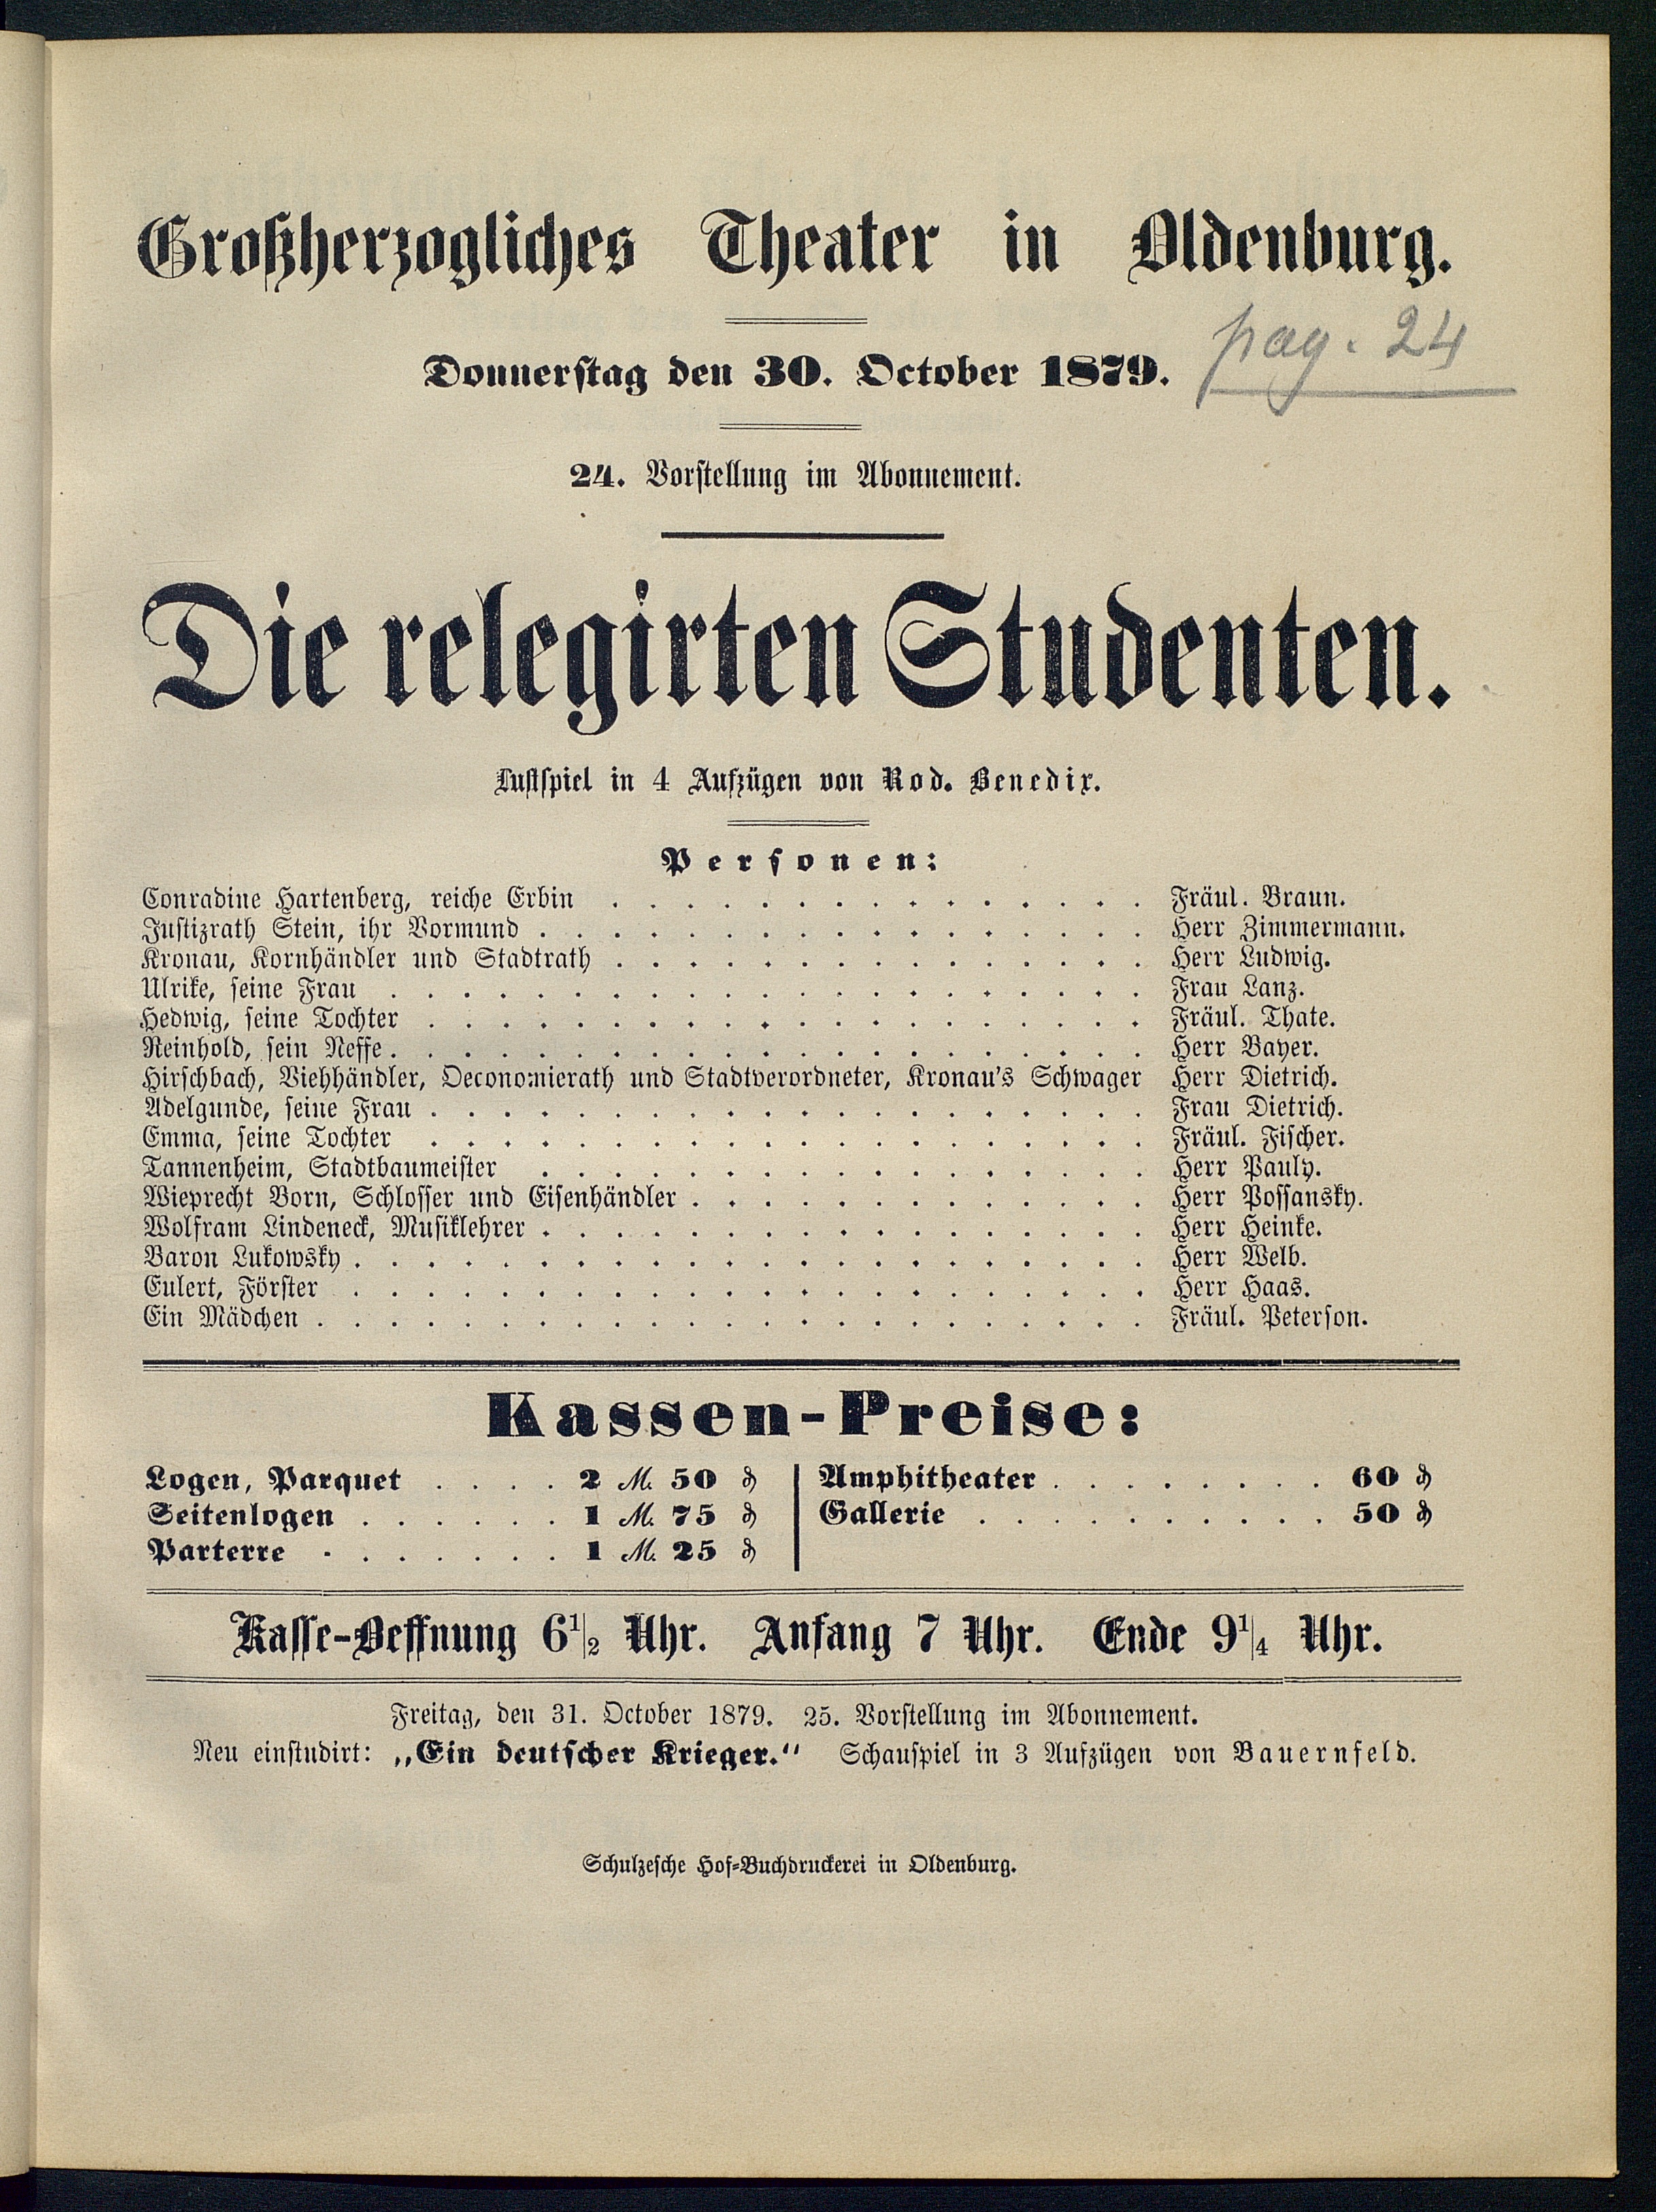 Großherzogliches Theater in Oldenburg.
pag. 24
Donnerstag den 30. October 1879.
24. Vorstellung im Abonnement.
Die relegirten Studenten.
Lustspiel in 4 Aufzügen von Rod. Benedix.
Personen:
Conradine Hartenberg, reiche Erbin . . . . . . . . . . . . . . . Fräul. Braun.
Justizrath Stein, ihr Vormund . . . . . . . . . . . . . . . . . Herr Zimmermann.
Kronau, Kornhändler und Stadtrath . . . . . . . . . . . . . . . Herr Ludwig.
Ulrike, seine Frau . . . . . . . . . . . . . . . . . . . . . Frau Lanz.
Hedwig, seine Tochter . . . . . . . . . . . . . . . . . . . . Fräul. Thate.
Reinhold, sein Neffe . . . . . . . . . . . . . . . . . . . . . Herr Bayer.
Hirschbach, Viehhändler, Oeconomierath und Stadtverordneter, Kronau's Schwager Herr Dietrich.
Adelgunde, seine Frau . . . . . . . . . . . . . . . . . . . . Frau Dietrich.
Emma, seine Tochter . . . . . . . . . . . . . . . . . . . . Fräul. Fischer.
Tannenheim, Stadtbaumeister . . . . . . . . . . . . . . . . . Herr Pauly.
Wieprecht Born, Schlosser und Eisenhändler . . . . . . . . . . . . . Herr Possansky.
Wolfram Lindeneck, Musiklehrer . . . . . . . . . . . . . . . . . Herr Heinke.
Baron Lukowsky . . . . . . . . . . . . . . . . . . . . . . Herr Welb.
Eulert, Förster . . . . . . . . . . . . . . . . . . . . . . Herr Haas.
Ein Mädchen . . . . . . . . . . . . . . . . . . . . . . . Fräul. Peterson.
Kassen-Preise:
Logen, Parquet . . . . 2 M. 50 ₰
Seitenlogen . . . . . . 1 M. 75 ₰
Parterre . . . . . . . 1 M. 25 ₰
Amphitheater . . . . . . . . 60 ₰
Gallerie . . . . . . . . . . 50 ₰
Kasse-Oeffnung 6½ Uhr. Anfang 7 Uhr. Ende 9¼ Uhr.
Freitag, den 31. October 1879. 25. Vorstellung im Abonnement.
Neu einstudirt: „Ein deutscher Krieger.“ Schauspiel in 3 Aufzügen von Bauernfeld.
Schulzesche Hof-Buchdruckerei in Oldenburg.